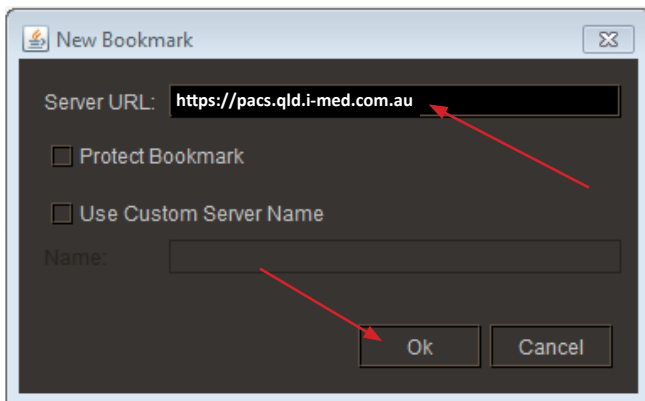 New Bookmark
Server URL: https://pacs.qld.i-med.com.au
Protect Bookmark
Use Custom Server Name
Name:
Ok Cancel